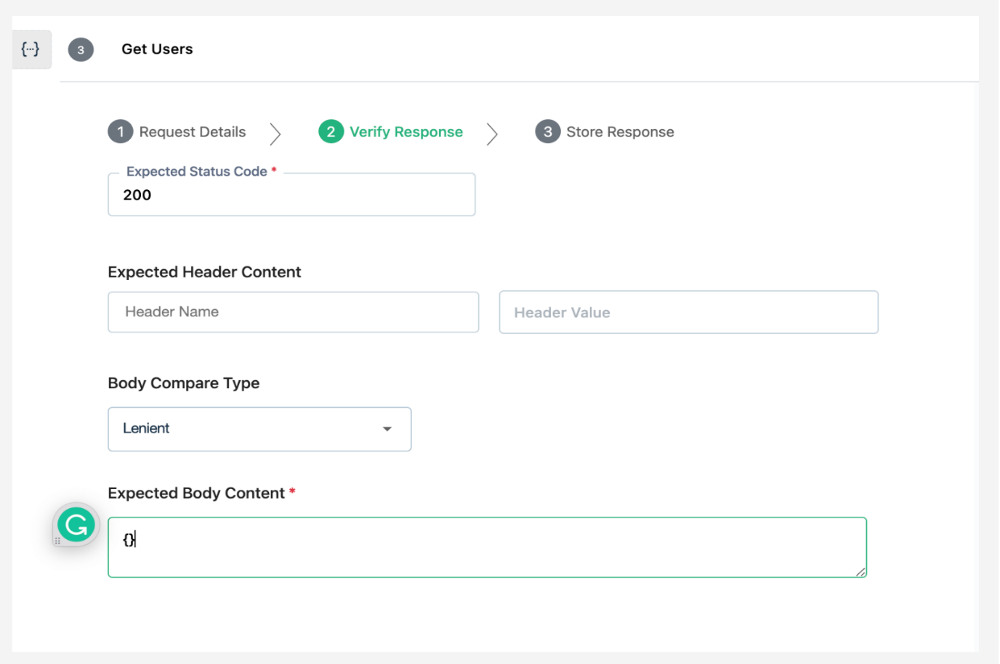 {···} 3 Get Users
1 Request Details 2 Verify Response 3 Store Response
Expected Status Code *
200
Expected Header Content
Header Name Header Value
Body Compare Type
Lenient
Expected Body Content *
G
{}